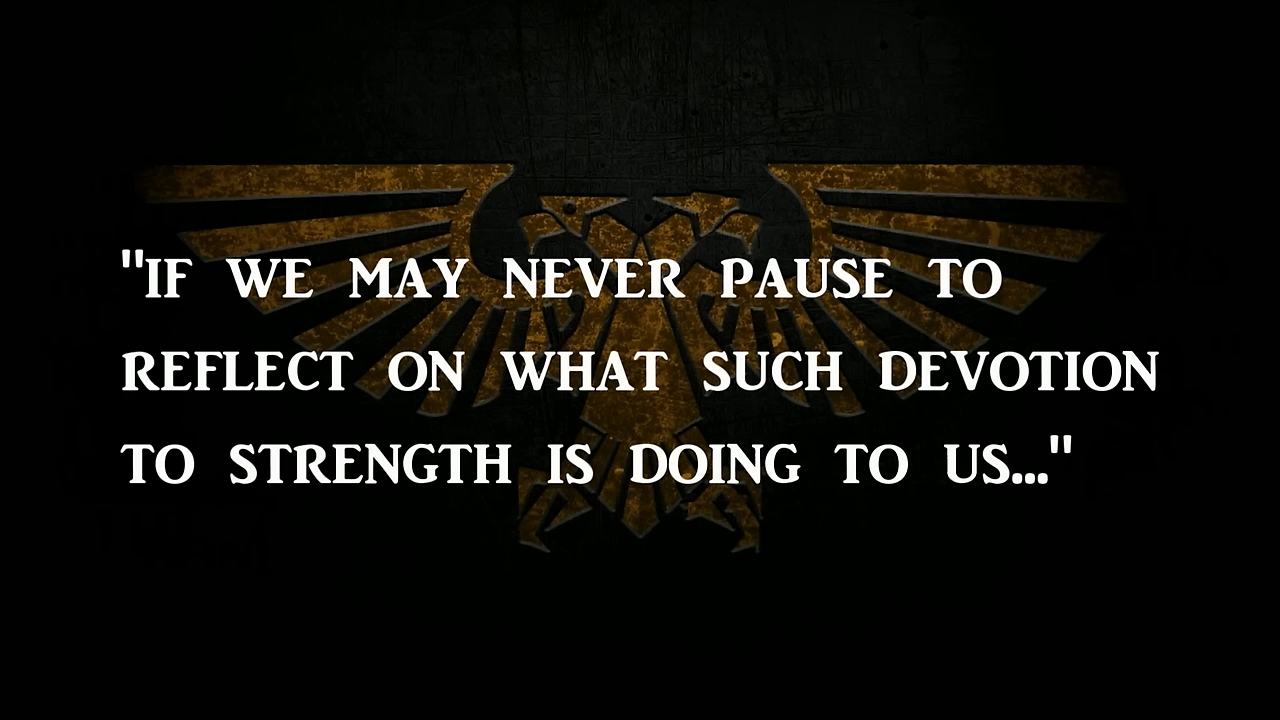 "IF WE MAY NEVER PAUSE TO
REFLECT ON WHAT SUCH DEVOTION
TO STRENGTH IS DOING TO US..."